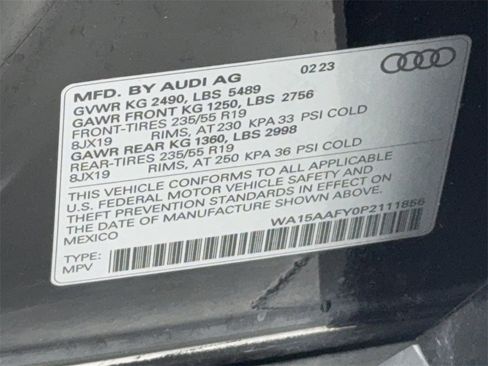 MFD. BY AUDI AG 02 23
GVWR KG 2490, LBS 5489
GAWR FRONT KG 1250, LBS 2756
FRONT-TIRES 235/55 R19
8JX19 RIMS, AT 230 KPA 33 PSI COLD
GAWR REAR KG 1360, LBS 2998
REAR-TIRES 235/55 R19
8JX19 RIMS, AT 250 KPA 36 PSI COLD
THIS VEHICLE CONFORMS TO ALL APPLICABLE
U.S. FEDERAL MOTOR VEHICLE SAFETY AND
THEFT PREVENTION STANDARDS IN EFFECT ON
THE DATE OF MANUFACTURE SHOWN ABOVE.
MEXICO WA15AAFY0P2111856
TYPE:
MPV